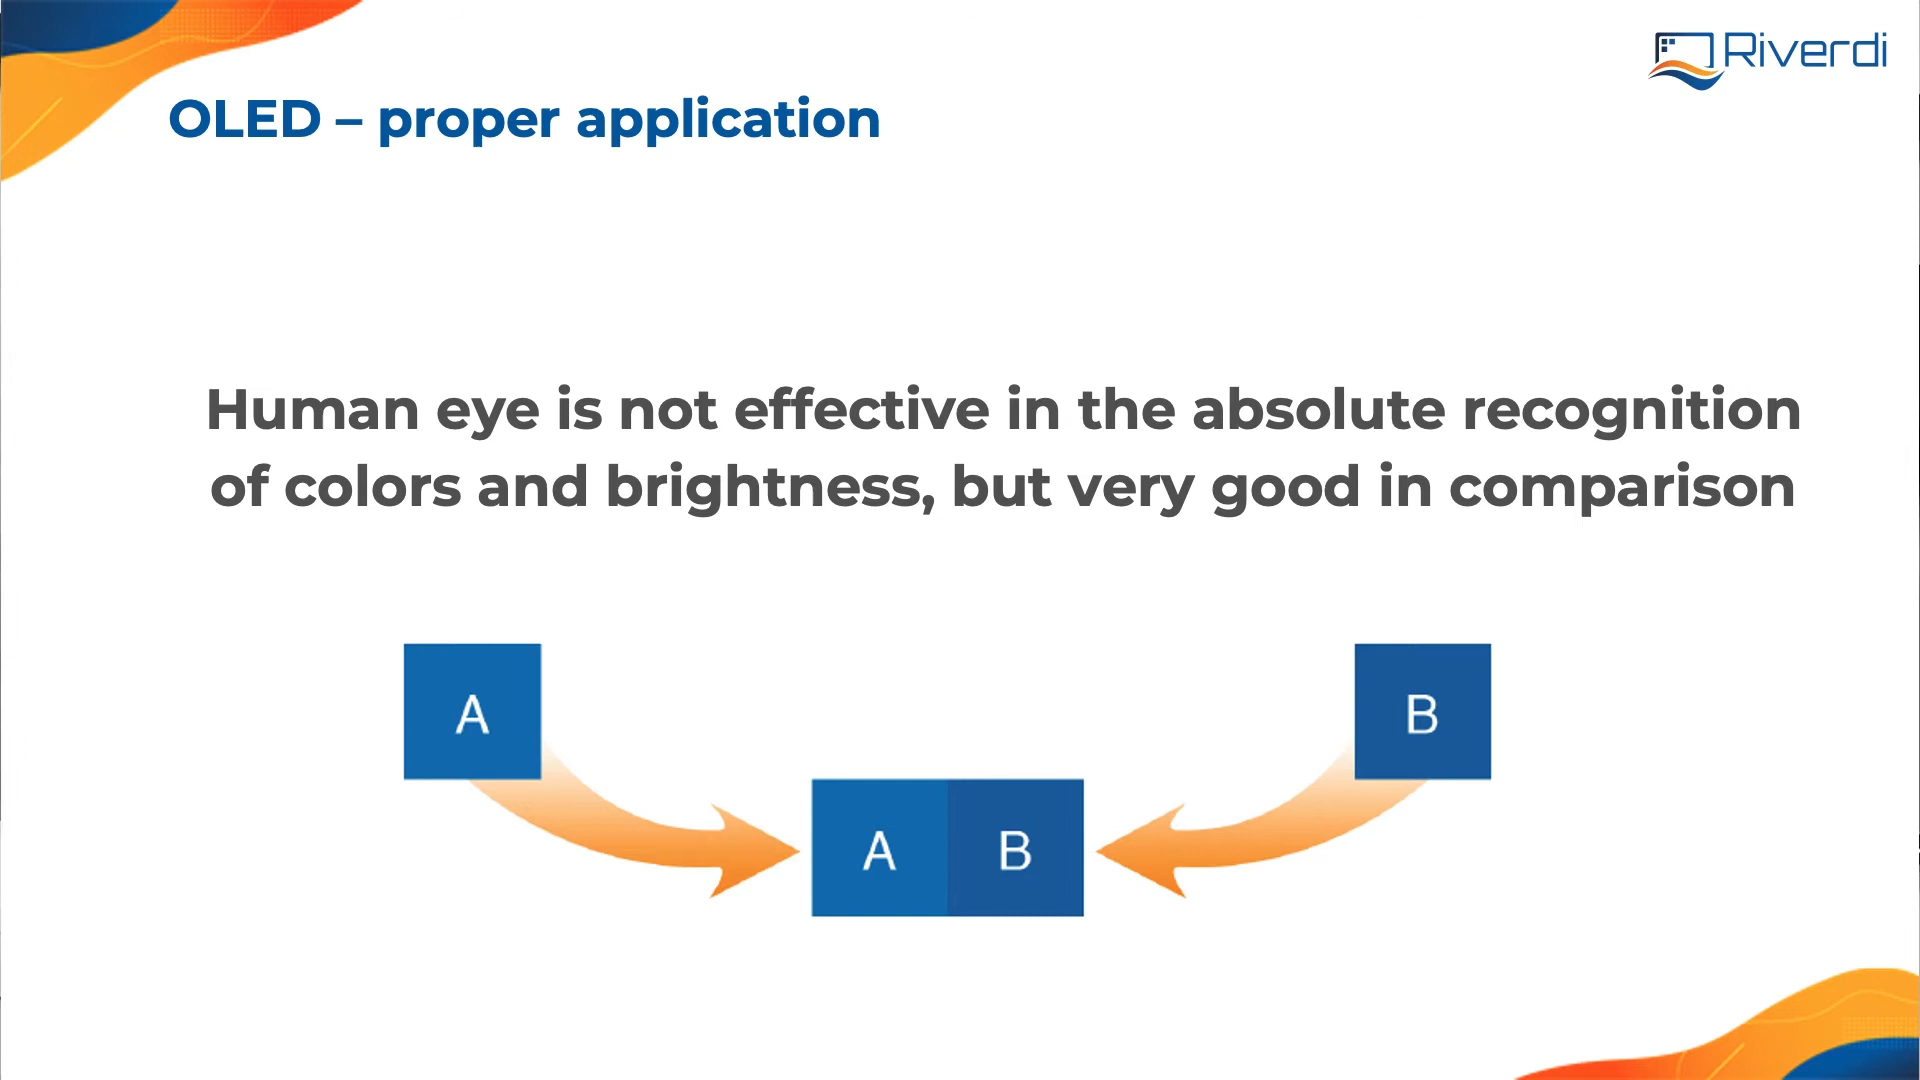 Riverdi
OLED – proper application
Human eye is not effective in the absolute recognition
of colors and brightness, but very good in comparison
A
B
A B